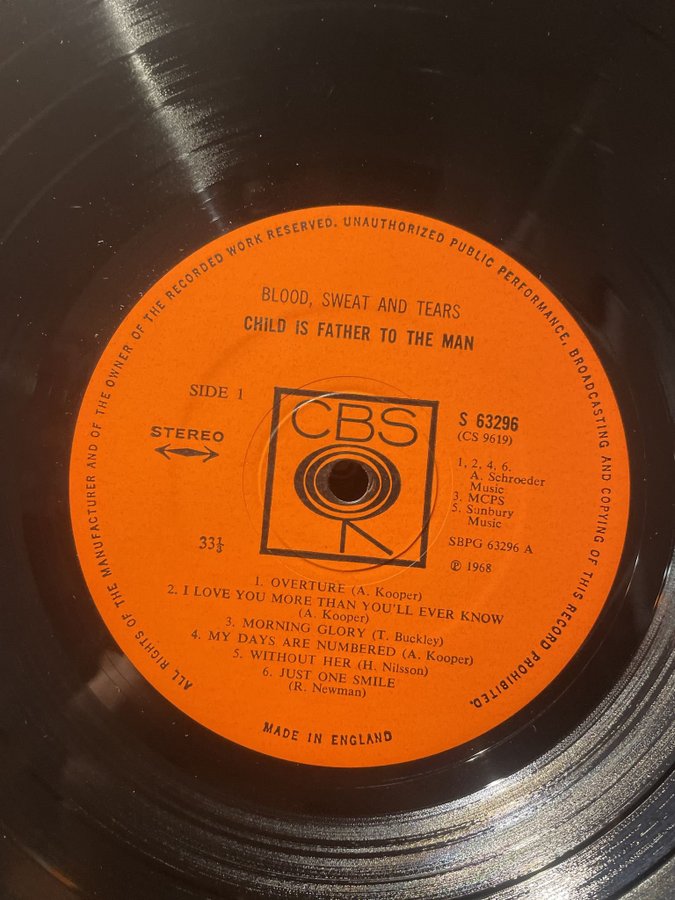 ALL RIGHTS OF THE MANUFACTURER AND OF THE OWNER OF THE RECORDED WORK RESERVED. UNAUTHORIZED PUBLIC PERFORMANCE, BROADCASTING AND COPYING OF THIS RECORD PROHIBITED.
BLOOD, SWEAT AND TEARS
CHILD IS FATHER TO THE MAN
SIDE 1
STEREO
33⅓
CBS
S 63296
(CS 9619)
1, 2, 4, 6.
A. Schroeder
Music
3. MCPS
5. Sunbury
Music
SBPG 63296 A
℗ 1968
1. OVERTURE (A. Kooper)
2. I LOVE YOU MORE THAN YOU'LL EVER KNOW
(A. Kooper)
3. MORNING GLORY (T. Buckley)
4. MY DAYS ARE NUMBERED (A. Kooper)
5. WITHOUT HER (H. Nilsson)
6. JUST ONE SMILE
(R. Newman)
MADE IN ENGLAND